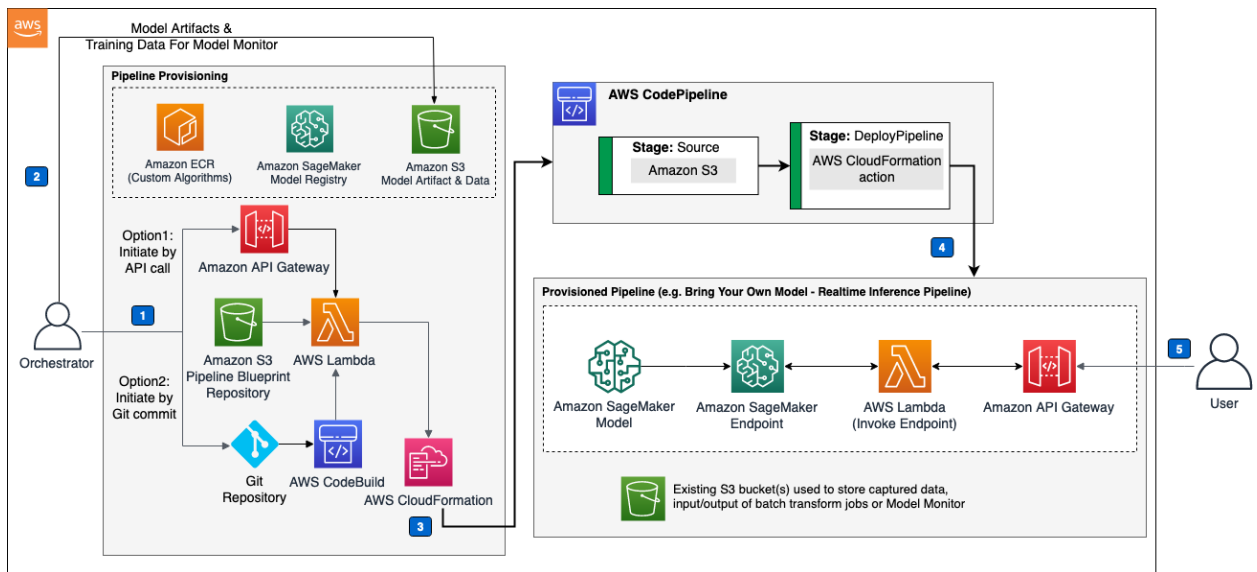 aws
Model Artifacts &
Training Data For Model Monitor
Pipeline Provisioning
Amazon ECR
(Custom Algorithms)
Amazon SageMaker
Model Registry
Amazon S3
Model Artifact & Data
2
Option1:
Initiate by
API call
Amazon API Gateway
1
Orchestrator
Amazon S3
Pipeline Blueprint
Repository
AWS Lambda
Option2:
Initiate by
Git commit
Git
Repository
AWS CodeBuild
AWS CloudFormation
3
AWS CodePipeline
Stage: Source
Amazon S3
Stage: DeployPipeline
AWS CloudFormation
action
4
Provisioned Pipeline (e.g. Bring Your Own Model - Realtime Inference Pipeline)
Amazon SageMaker
Model
Amazon SageMaker
Endpoint
AWS Lambda
(Invoke Endpoint)
Amazon API Gateway
5
User
Existing S3 bucket(s) used to store captured data,
input/output of batch transform jobs or Model Monitor